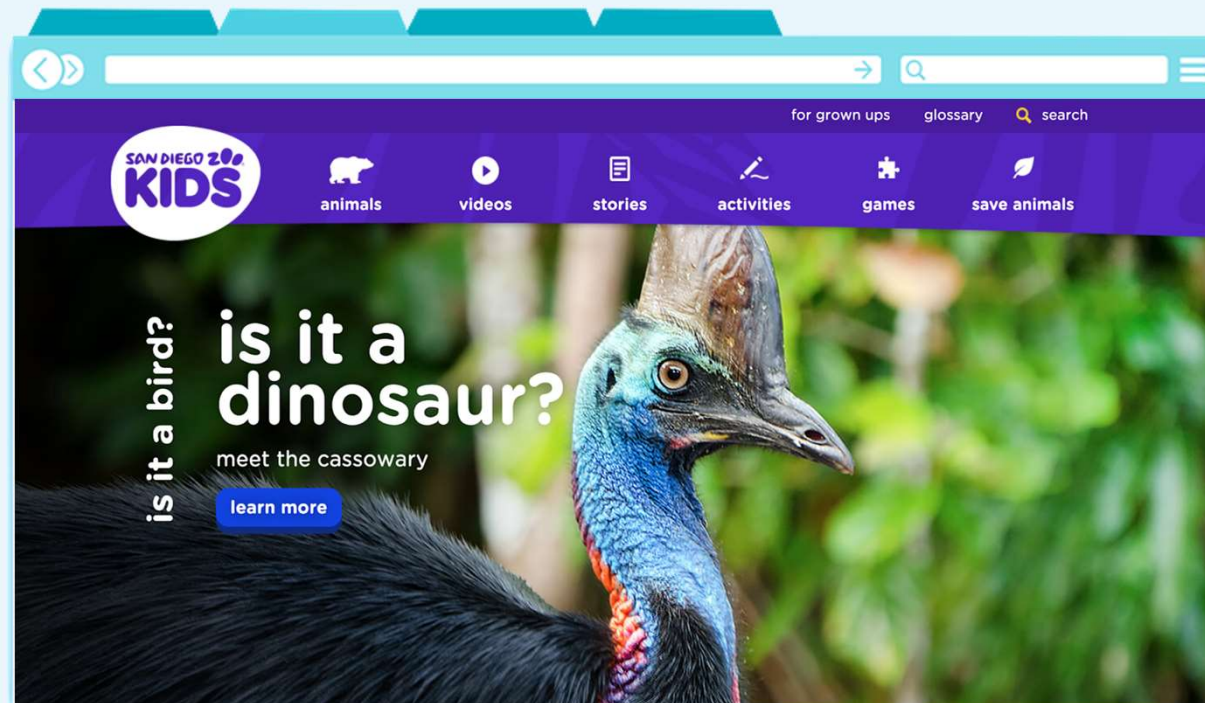 for grown ups glossary search
SAN DIEGO ZOO
KIDS
animals videos stories activities games save animals
is it a bird?
is it a
dinosaur?
meet the cassowary
learn more